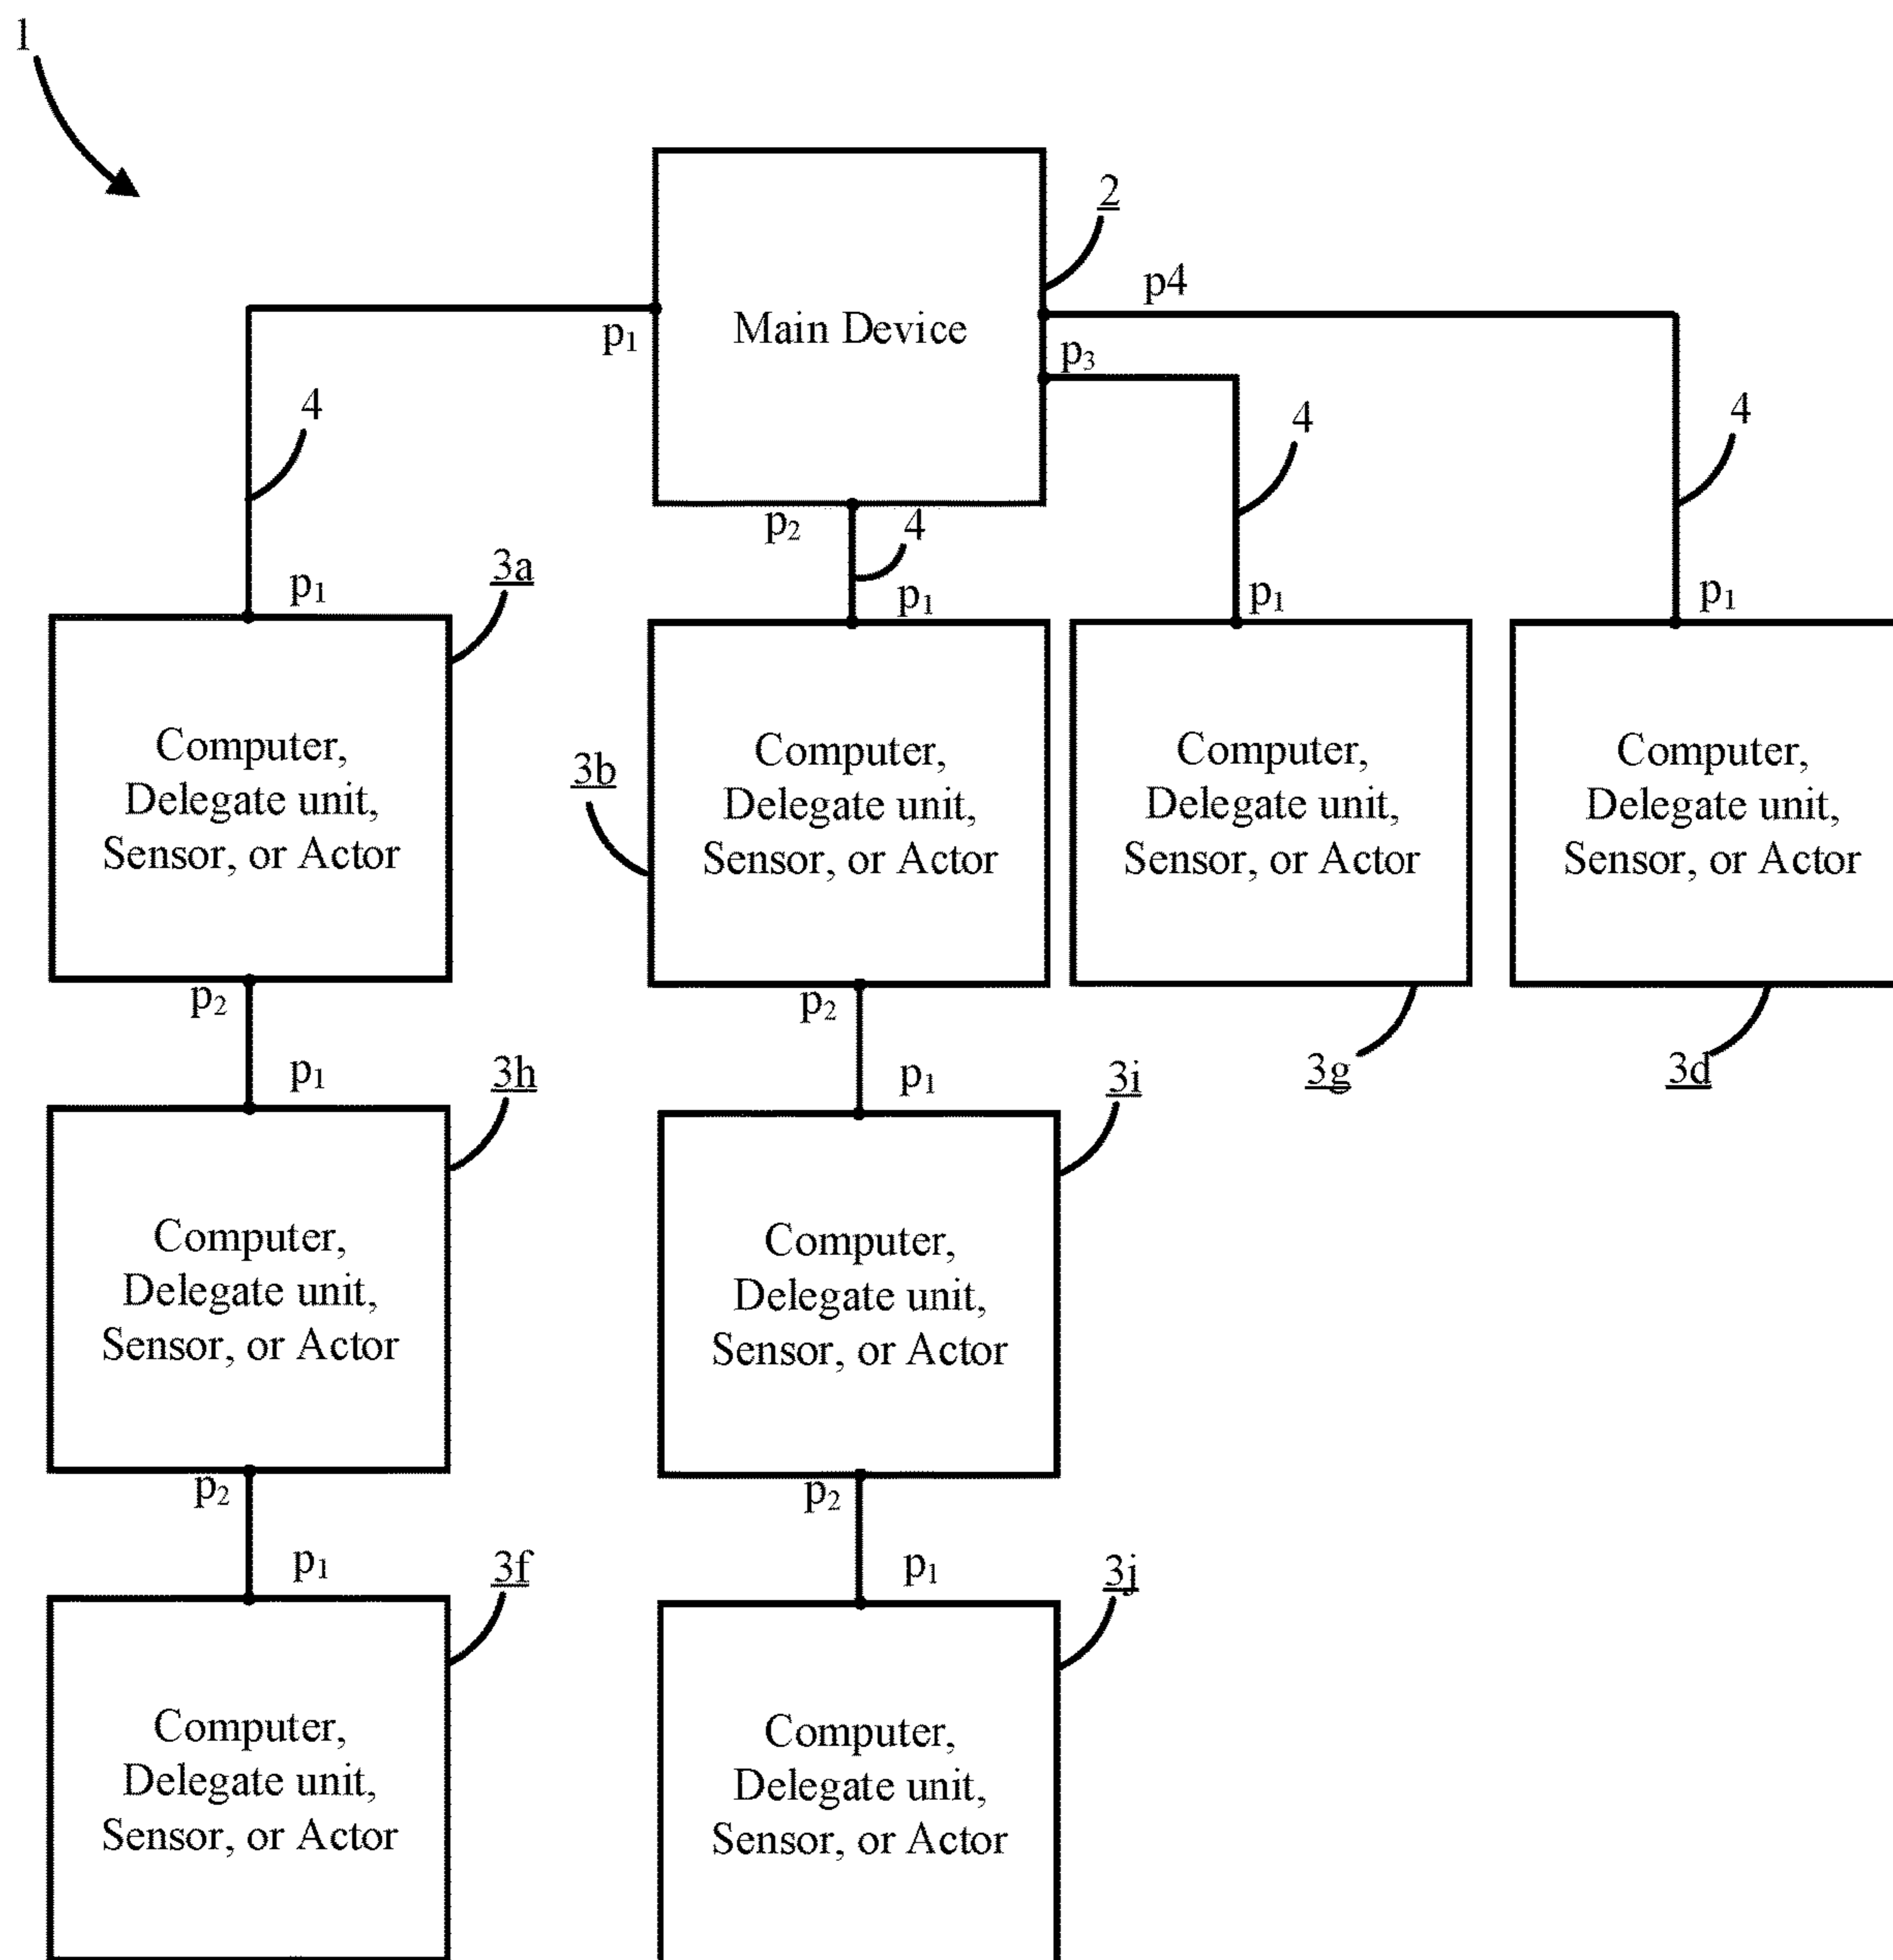 1
2
Main Device
p4
p₁
p₃
4
4
4
p₂
4
3a
p₁
p₁
p₁
p₁
Computer,
Delegate unit,
Sensor, or Actor
3b
Computer,
Delegate unit,
Sensor, or Actor
Computer,
Delegate unit,
Sensor, or Actor
Computer,
Delegate unit,
Sensor, or Actor
p₂
p₂
3g
3d
p₁
3h
p₁
3i
Computer,
Delegate unit,
Sensor, or Actor
Computer,
Delegate unit,
Sensor, or Actor
p₂
p₂
p₁
3f
p₁
3j
Computer,
Delegate unit,
Sensor, or Actor
Computer,
Delegate unit,
Sensor, or Actor